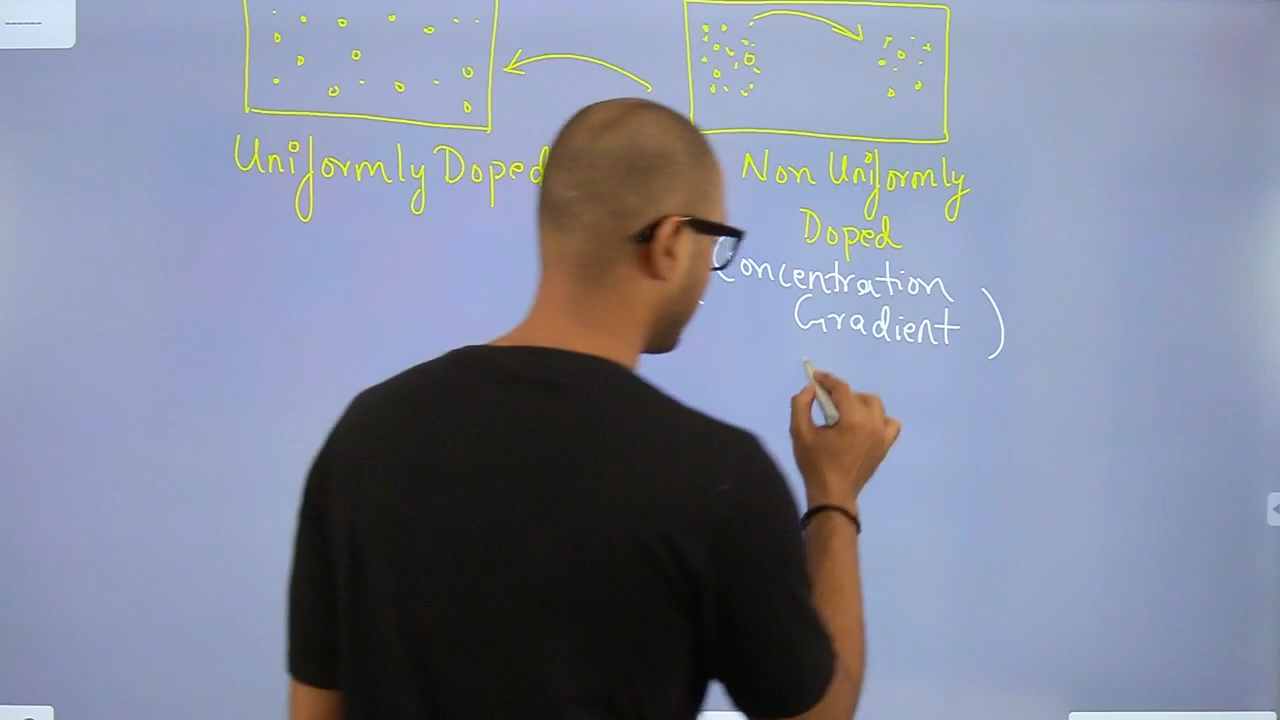 Uniformly Doped
Non Uniformly
Doped
(Concentration
Gradient )